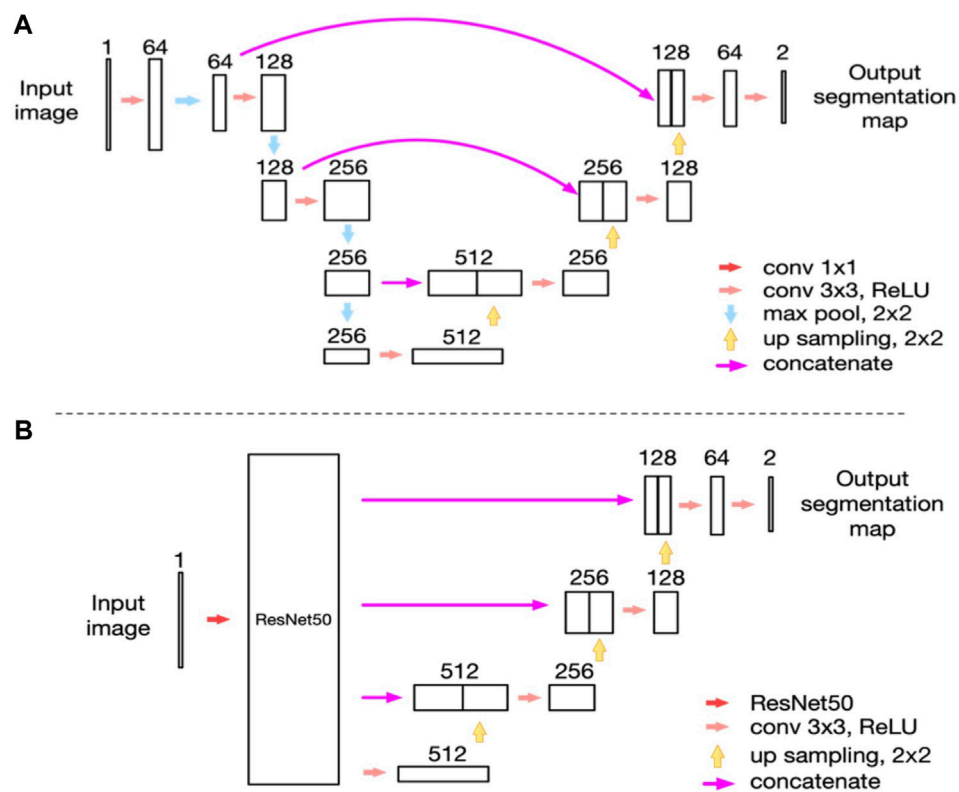 A
1
64
64
128
128
64
2
Input
image
Output
segmentation
map
128
256
256
128
256
512
256
256
512
conv 1x1
conv 3x3, ReLU
max pool, 2x2
up sampling, 2x2
concatenate
B
128
64
2
Output
segmentation
map
1
Input
image
ResNet50
256
128
512
256
512
ResNet50
conv 3x3, ReLU
up sampling, 2x2
concatenate